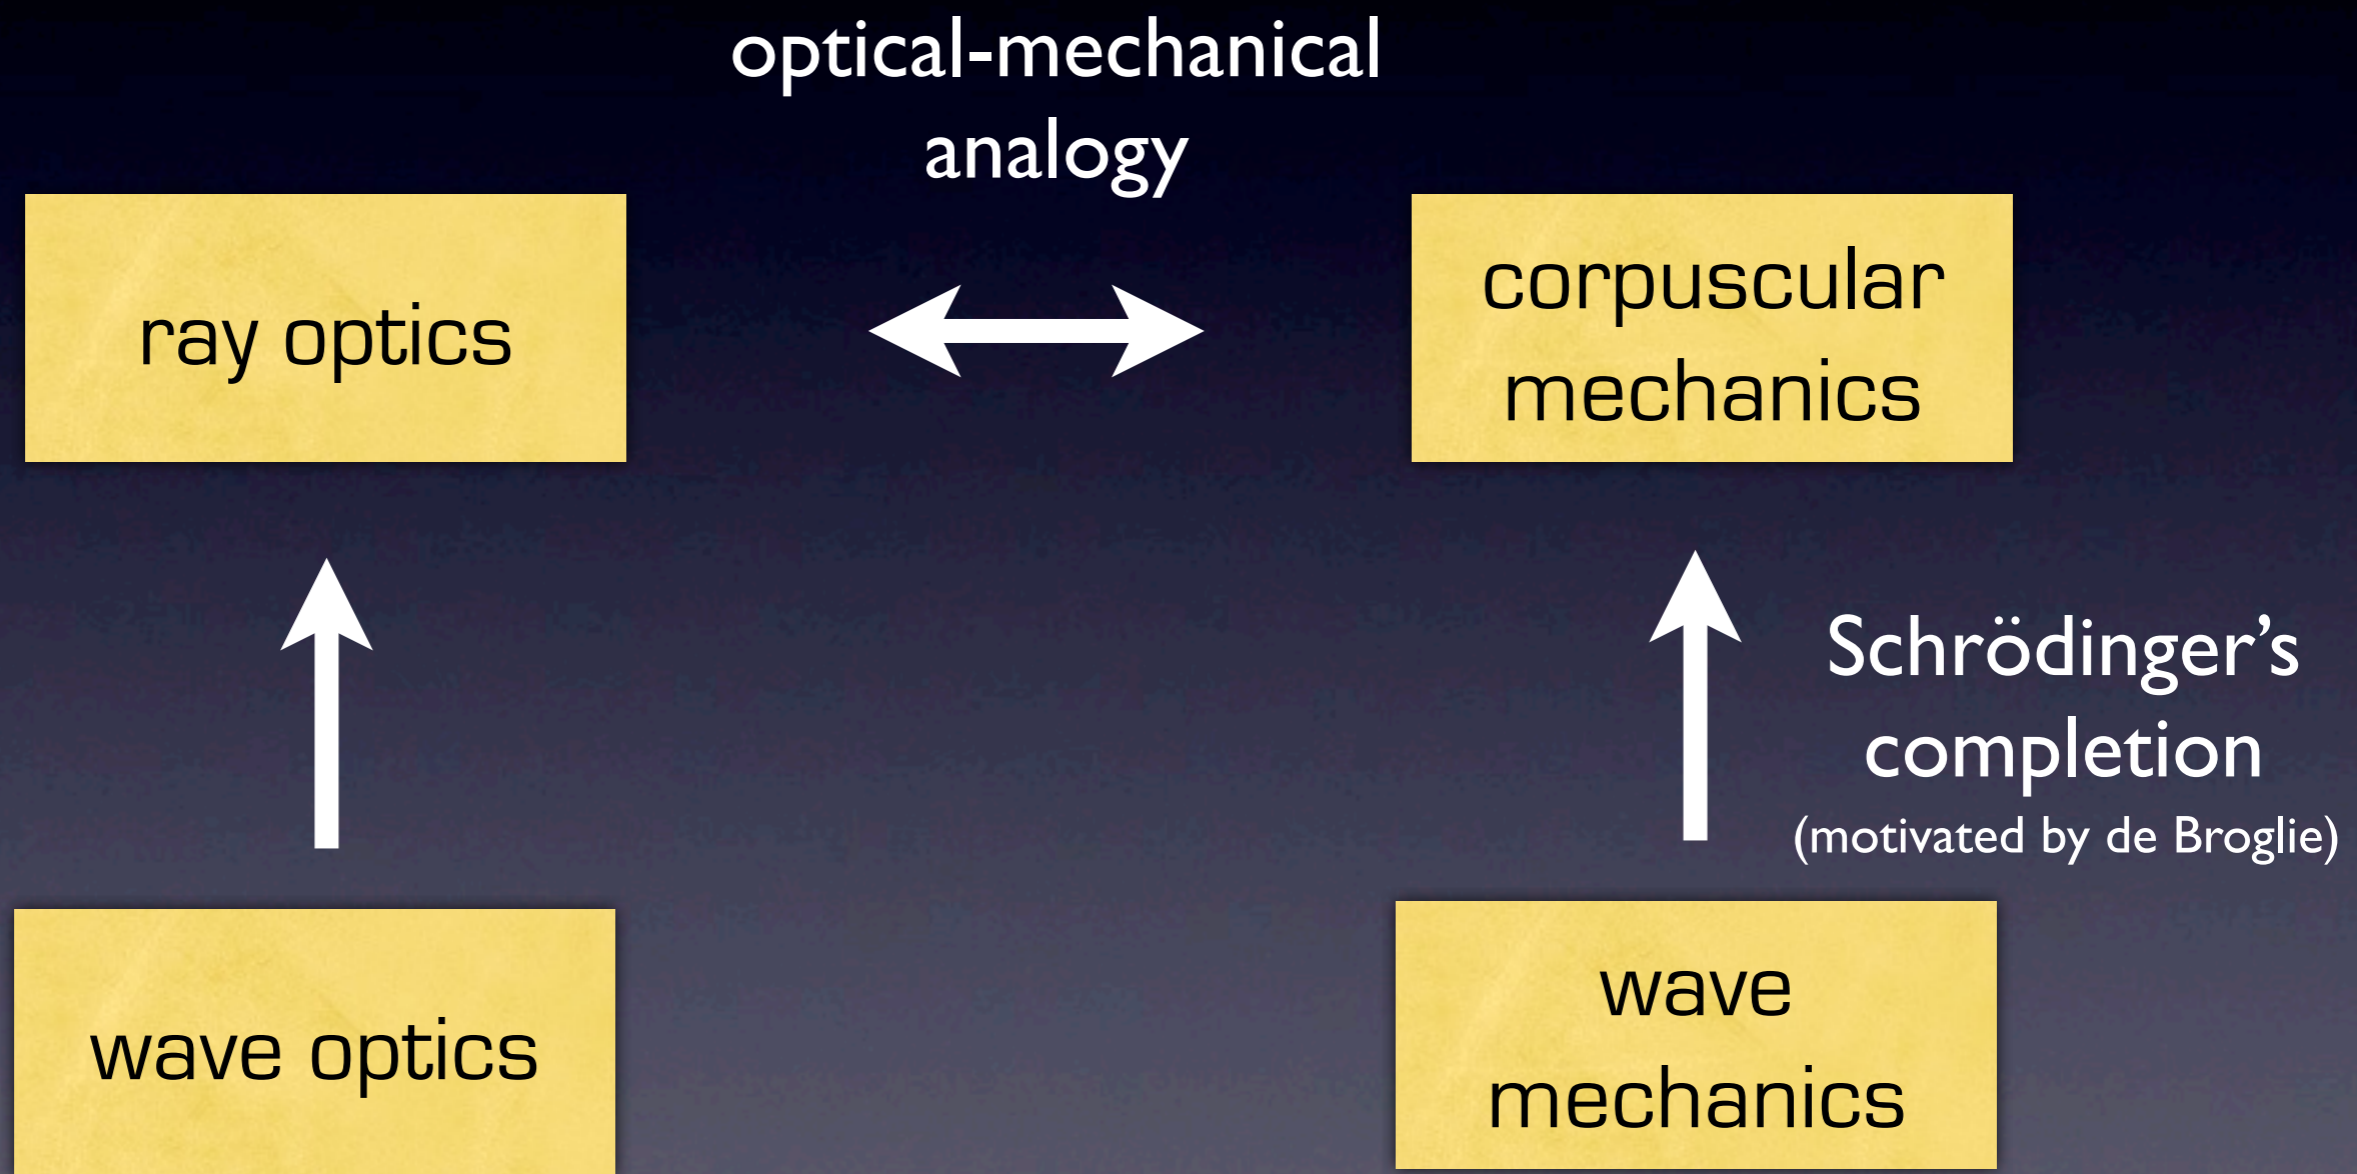 optical-mechanical
analogy
ray optics
corpuscular
mechanics
Schrödinger’s
completion
(motivated by de Broglie)
wave optics
wave
mechanics